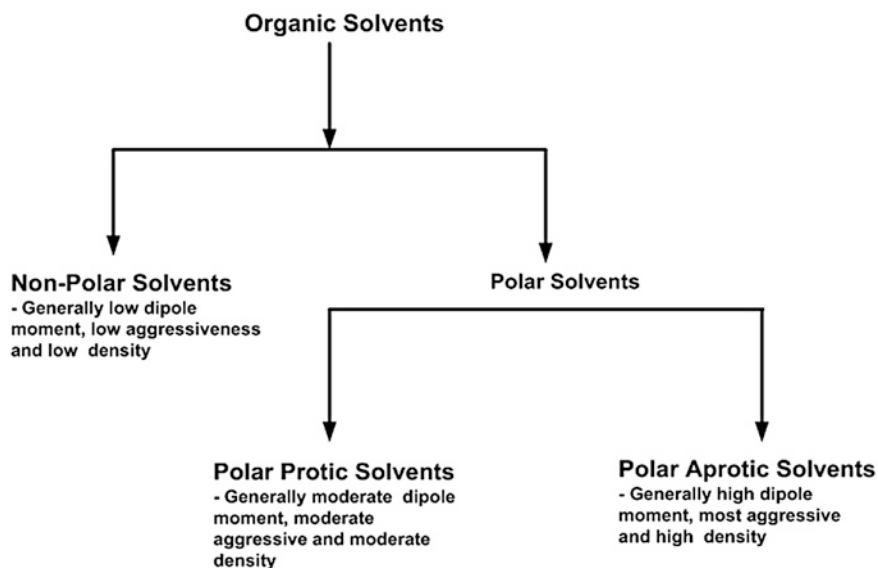 Organic Solvents
Non-Polar Solvents
- Generally low dipole
moment, low aggressiveness
and low density
Polar Solvents
Polar Protic Solvents
- Generally moderate dipole
moment, moderate
aggressive and moderate
density
Polar Aprotic Solvents
- Generally high dipole
moment, most aggressive
and high density